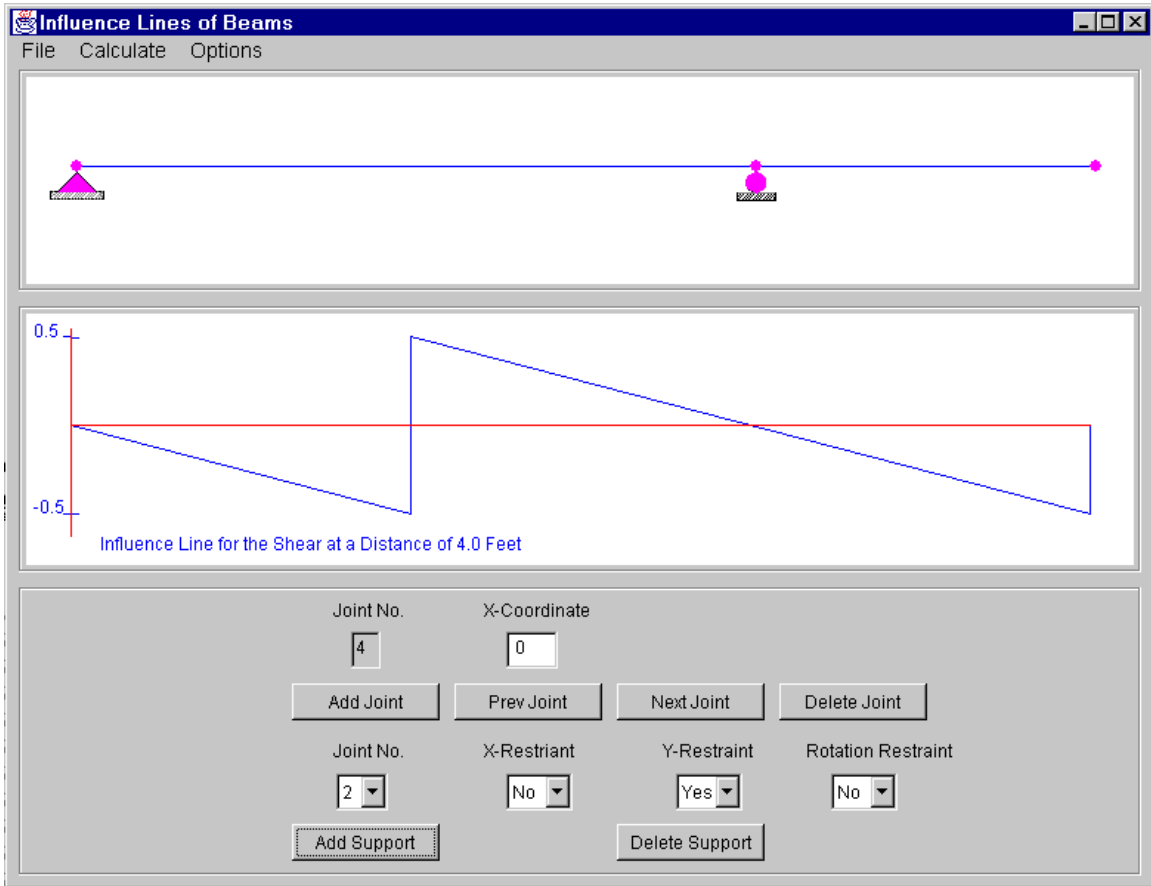 Influence Lines of Beams
File Calculate Options
0.5
-0.5
Influence Line for the Shear at a Distance of 4.0 Feet
Joint No. X-Coordinate
4 0
Add Joint Prev Joint Next Joint Delete Joint
Joint No. X-Restriant Y-Restraint Rotation Restraint
2 No Yes No
Add Support Delete Support